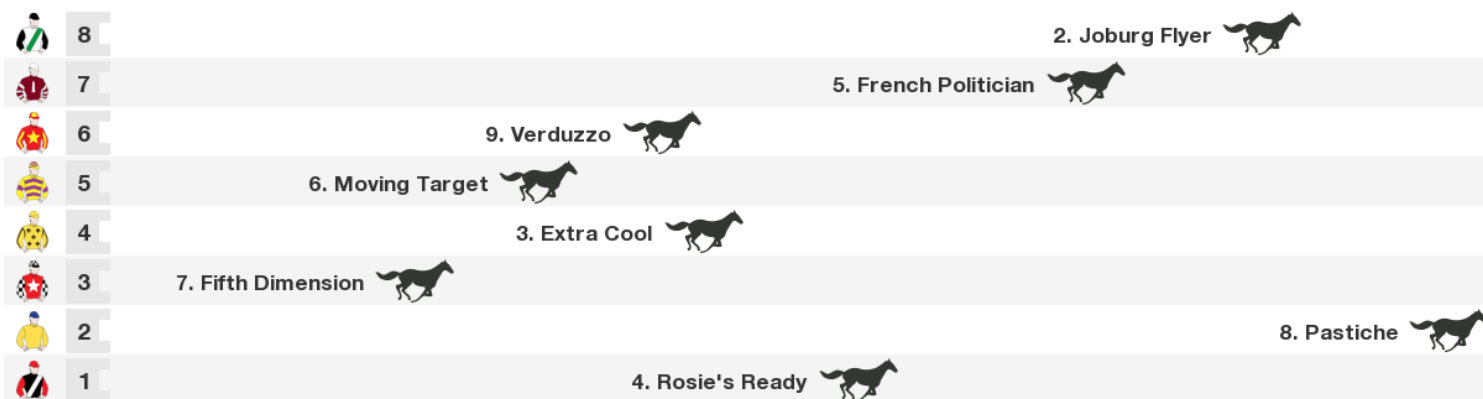 8 2. Joburg Flyer
1 7 5. French Politician
6 9. Verduzzo
5 6. Moving Target
4 3. Extra Cool
3 7. Fifth Dimension
2 8. Pastiche
1 4. Rosie's Ready